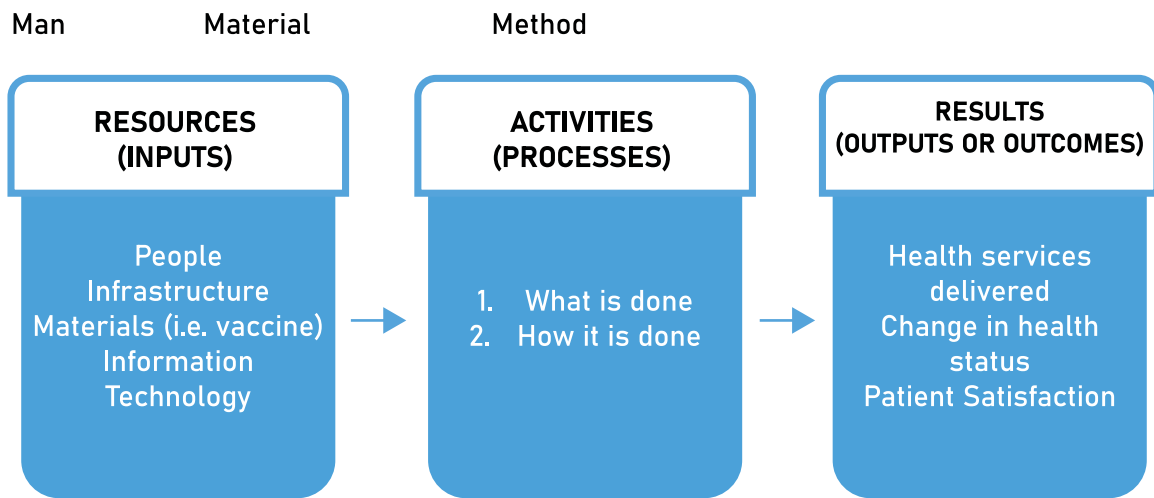 Man Material Method
RESOURCES
(INPUTS)
People
Infrastructure
Materials (i.e. vaccine)
Information
Technology
ACTIVITIES
(PROCESSES)
1. What is done
2. How it is done
RESULTS
(OUTPUTS OR OUTCOMES)
Health services
delivered
Change in health
status
Patient Satisfaction